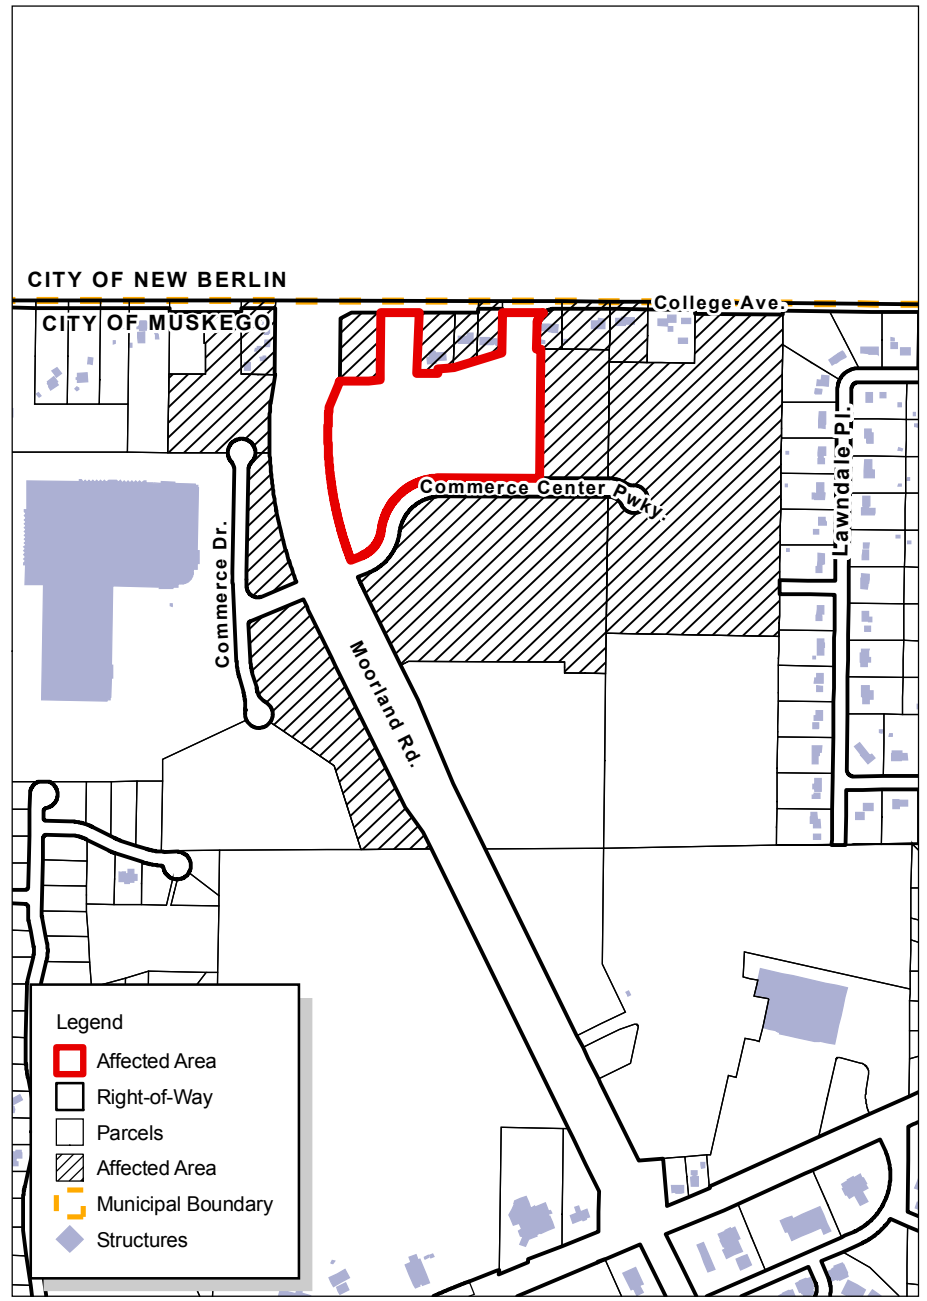 CITY OF NEW BERLIN
College Ave.
CITY OF MUSKEGO
Lawndale Pl.
Commerce Center Pwky.
Commerce Dr.
Moorland Rd.
Legend
Affected Area
Right-of-Way
Parcels
Affected Area
Municipal Boundary
Structures